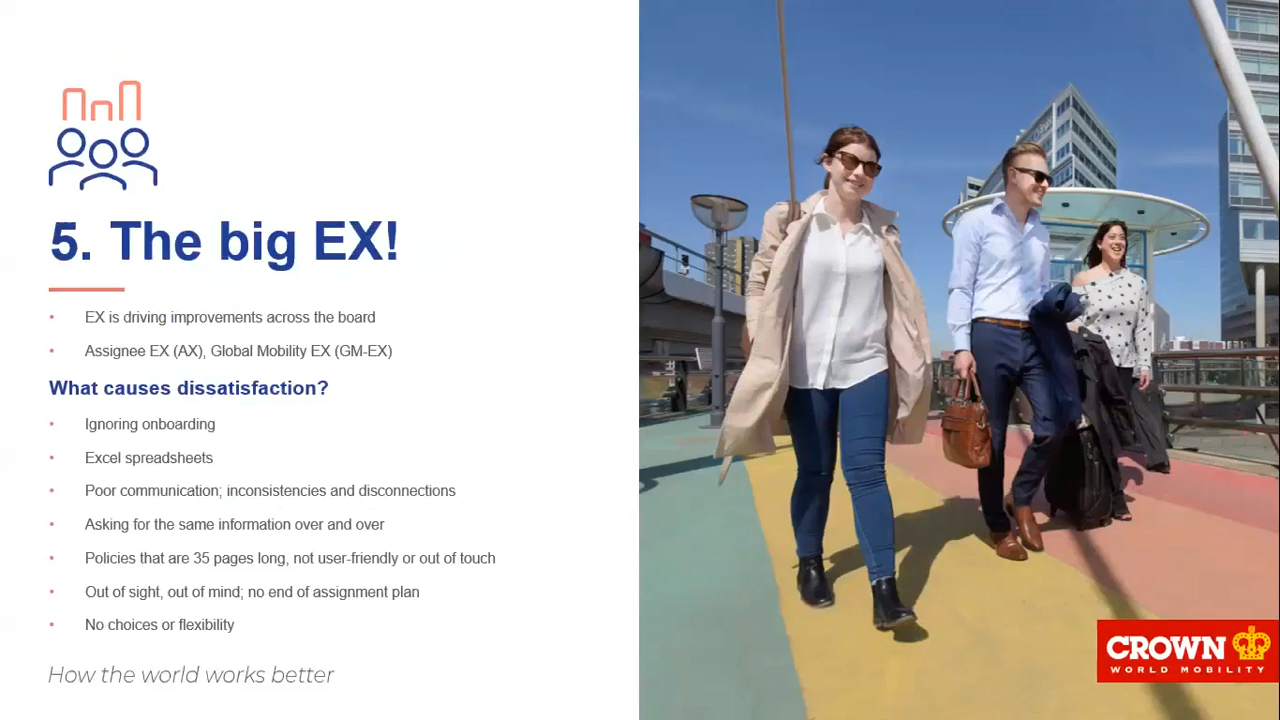 5. The big EX!
EX is driving improvements across the board
Assignee EX (AX), Global Mobility EX (GM-EX)
What causes dissatisfaction?
Ignoring onboarding
Excel spreadsheets
Poor communication; inconsistencies and disconnections
Asking for the same information over and over
Policies that are 35 pages long, not user-friendly or out of touch
Out of sight, out of mind; no end of assignment plan
No choices or flexibility
How the world works better
CROWN
WORLD MOBILITY